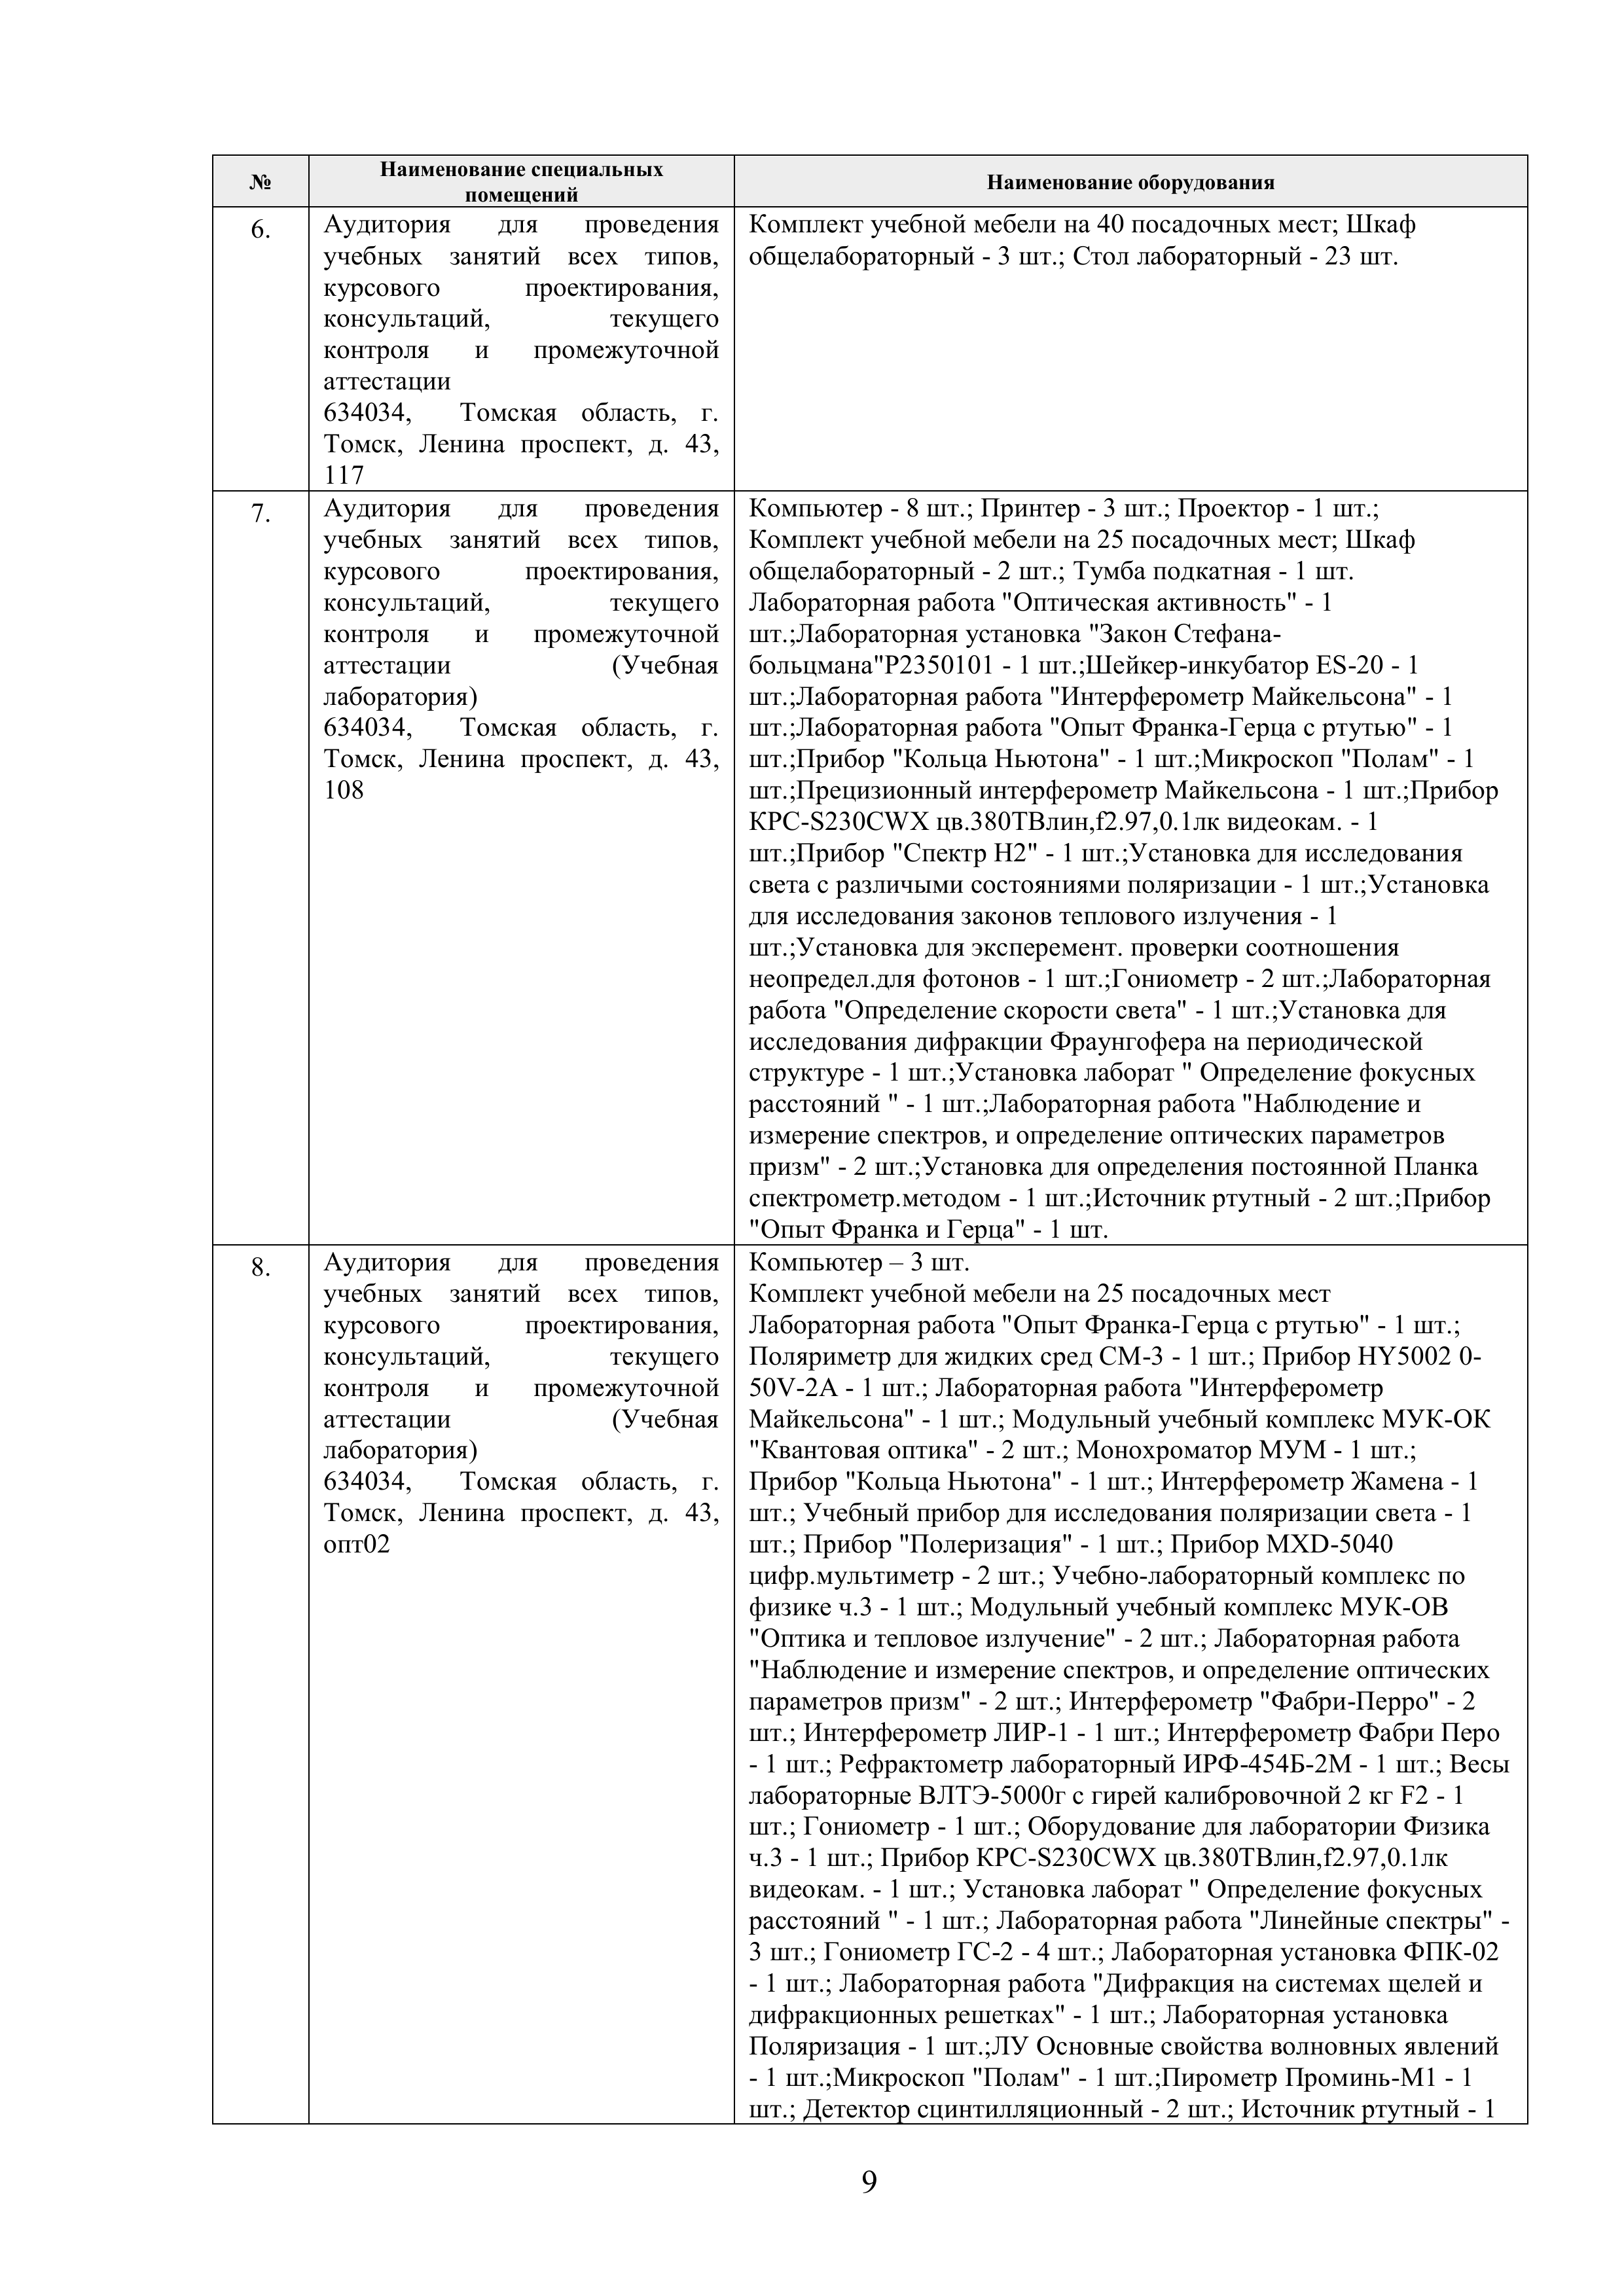 №
Наименование специальных
помещений
Наименование оборудования
6.
Аудитория для проведения
учебных занятий всех типов,
курсового проектирования,
консультаций, текущего
контроля и промежуточной
аттестации
634034, Томская область, г.
Томск, Ленина проспект, д. 43,
117
Комплект учебной мебели на 40 посадочных мест; Шкаф
общелабораторный - 3 шт.; Стол лабораторный - 23 шт.
7.
Аудитория для проведения
учебных занятий всех типов,
курсового проектирования,
консультаций, текущего
контроля и промежуточной
аттестации (Учебная
лаборатория)
634034, Томская область, г.
Томск, Ленина проспект, д. 43,
108
Компьютер - 8 шт.; Принтер - 3 шт.; Проектор - 1 шт.;
Комплект учебной мебели на 25 посадочных мест; Шкаф
общелабораторный - 2 шт.; Тумба подкатная - 1 шт.
Лабораторная работа "Оптическая активность" - 1
шт.;Лабораторная установка "Закон Стефана-
больцмана"P2350101 - 1 шт.;Шейкер-инкубатор ES-20 - 1
шт.;Лабораторная работа "Интерферометр Майкельсона" - 1
шт.;Лабораторная работа "Опыт Франка-Герца с ртутью" - 1
шт.;Прибор "Кольца Ньютона" - 1 шт.;Микроскоп "Полам" - 1
шт.;Прецизионный интерферометр Майкельсона - 1 шт.;Прибор
КРС-S230CWX цв.380ТВлин,f2.97,0.1лк видеокам. - 1
шт.;Прибор "Спектр Н2" - 1 шт.;Установка для исследования
света с различыми состояниями поляризации - 1 шт.;Установка
для исследования законов теплового излучения - 1
шт.;Установка для эксперемент. проверки соотношения
неопредел.для фотонов - 1 шт.;Гониометр - 2 шт.;Лабораторная
работа "Определение скорости света" - 1 шт.;Установка для
исследования дифракции Фраунгофера на периодической
структуре - 1 шт.;Установка лаборат " Определение фокусных
расстояний " - 1 шт.;Лабораторная работа "Наблюдение и
измерение спектров, и определение оптических параметров
призм" - 2 шт.;Установка для определения постоянной Планка
спектрометр.методом - 1 шт.;Источник ртутный - 2 шт.;Прибор
"Опыт Франка и Герца" - 1 шт.
8.
Аудитория для проведения
учебных занятий всех типов,
курсового проектирования,
консультаций, текущего
контроля и промежуточной
аттестации (Учебная
лаборатория)
634034, Томская область, г.
Томск, Ленина проспект, д. 43,
опт02
Компьютер – 3 шт.
Комплект учебной мебели на 25 посадочных мест
Лабораторная работа "Опыт Франка-Герца с ртутью" - 1 шт.;
Поляриметр для жидких сред СМ-3 - 1 шт.; Прибор HY5002 0-
50V-2A - 1 шт.; Лабораторная работа "Интерферометр
Майкельсона" - 1 шт.; Модульный учебный комплекс МУК-ОК
"Квантовая оптика" - 2 шт.; Монохроматор МУМ - 1 шт.;
Прибор "Кольца Ньютона" - 1 шт.; Интерферометр Жамена - 1
шт.; Учебный прибор для исследования поляризации света - 1
шт.; Прибор "Полеризация" - 1 шт.; Прибор MXD-5040
цифр.мультиметр - 2 шт.; Учебно-лабораторный комплекс по
физике ч.3 - 1 шт.; Модульный учебный комплекс МУК-ОВ
"Оптика и тепловое излучение" - 2 шт.; Лабораторная работа
"Наблюдение и измерение спектров, и определение оптических
параметров призм" - 2 шт.; Интерферометр "Фабри-Перро" - 2
шт.; Интерферометр ЛИР-1 - 1 шт.; Интерферометр Фабри Перо
- 1 шт.; Рефрактометр лабораторный ИРФ-454Б-2М - 1 шт.; Весы
лабораторные ВЛТЭ-5000г с гирей калибровочной 2 кг F2 - 1
шт.; Гониометр - 1 шт.; Оборудование для лаборатории Физика
ч.3 - 1 шт.; Прибор КРС-S230CWX цв.380ТВлин,f2.97,0.1лк
видеокам. - 1 шт.; Установка лаборат " Определение фокусных
расстояний " - 1 шт.; Лабораторная работа "Линейные спектры" -
3 шт.; Гониометр ГС-2 - 4 шт.; Лабораторная установка ФПК-02
- 1 шт.; Лабораторная работа "Дифракция на системах щелей и
дифракционных решетках" - 1 шт.; Лабораторная установка
Поляризация - 1 шт.;ЛУ Основные свойства волновных явлений
- 1 шт.;Микроскоп "Полам" - 1 шт.;Пирометр Проминь-М1 - 1
шт.; Детектор сцинтилляционный - 2 шт.; Источник ртутный - 1
9